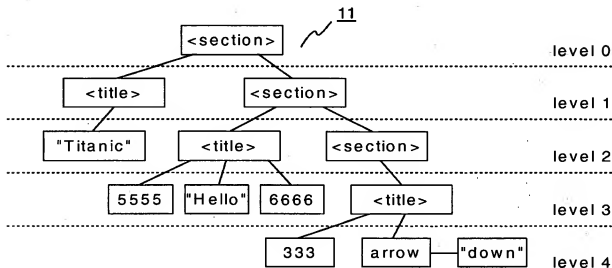 11
<section> level 0
<title> <section> level 1
"Titanic" <title> <section> level 2
5555 "Hello" 6666 <title> level 3
333 arrow "down" level 4